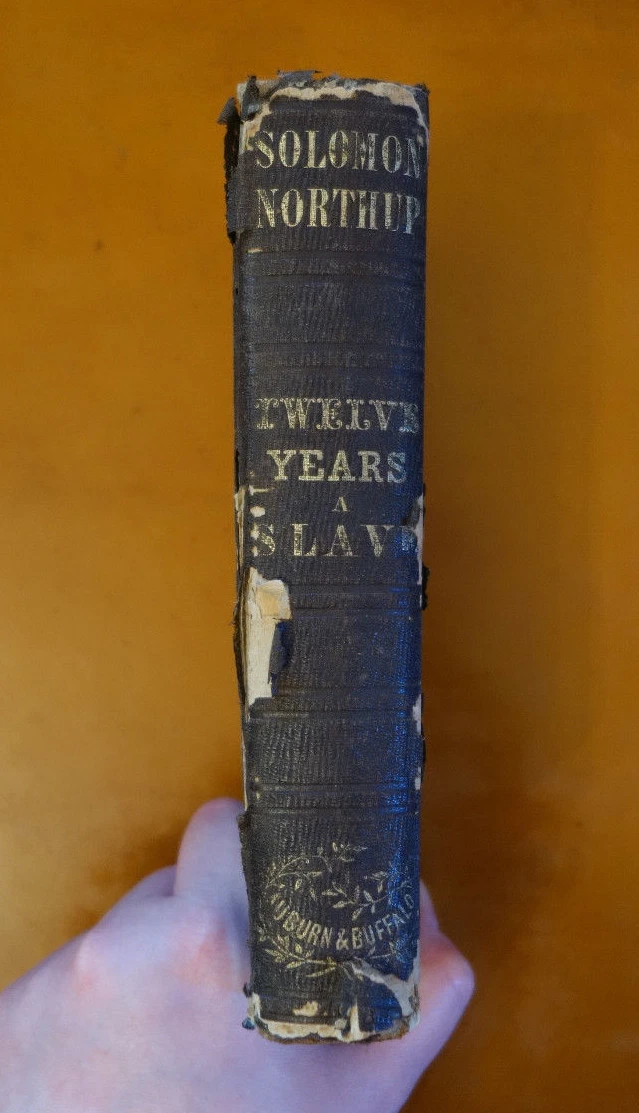 SOLOMON
NORTHUP
TWELVE
YEARS
A
SLAVE
AUBURN & BUFFALO